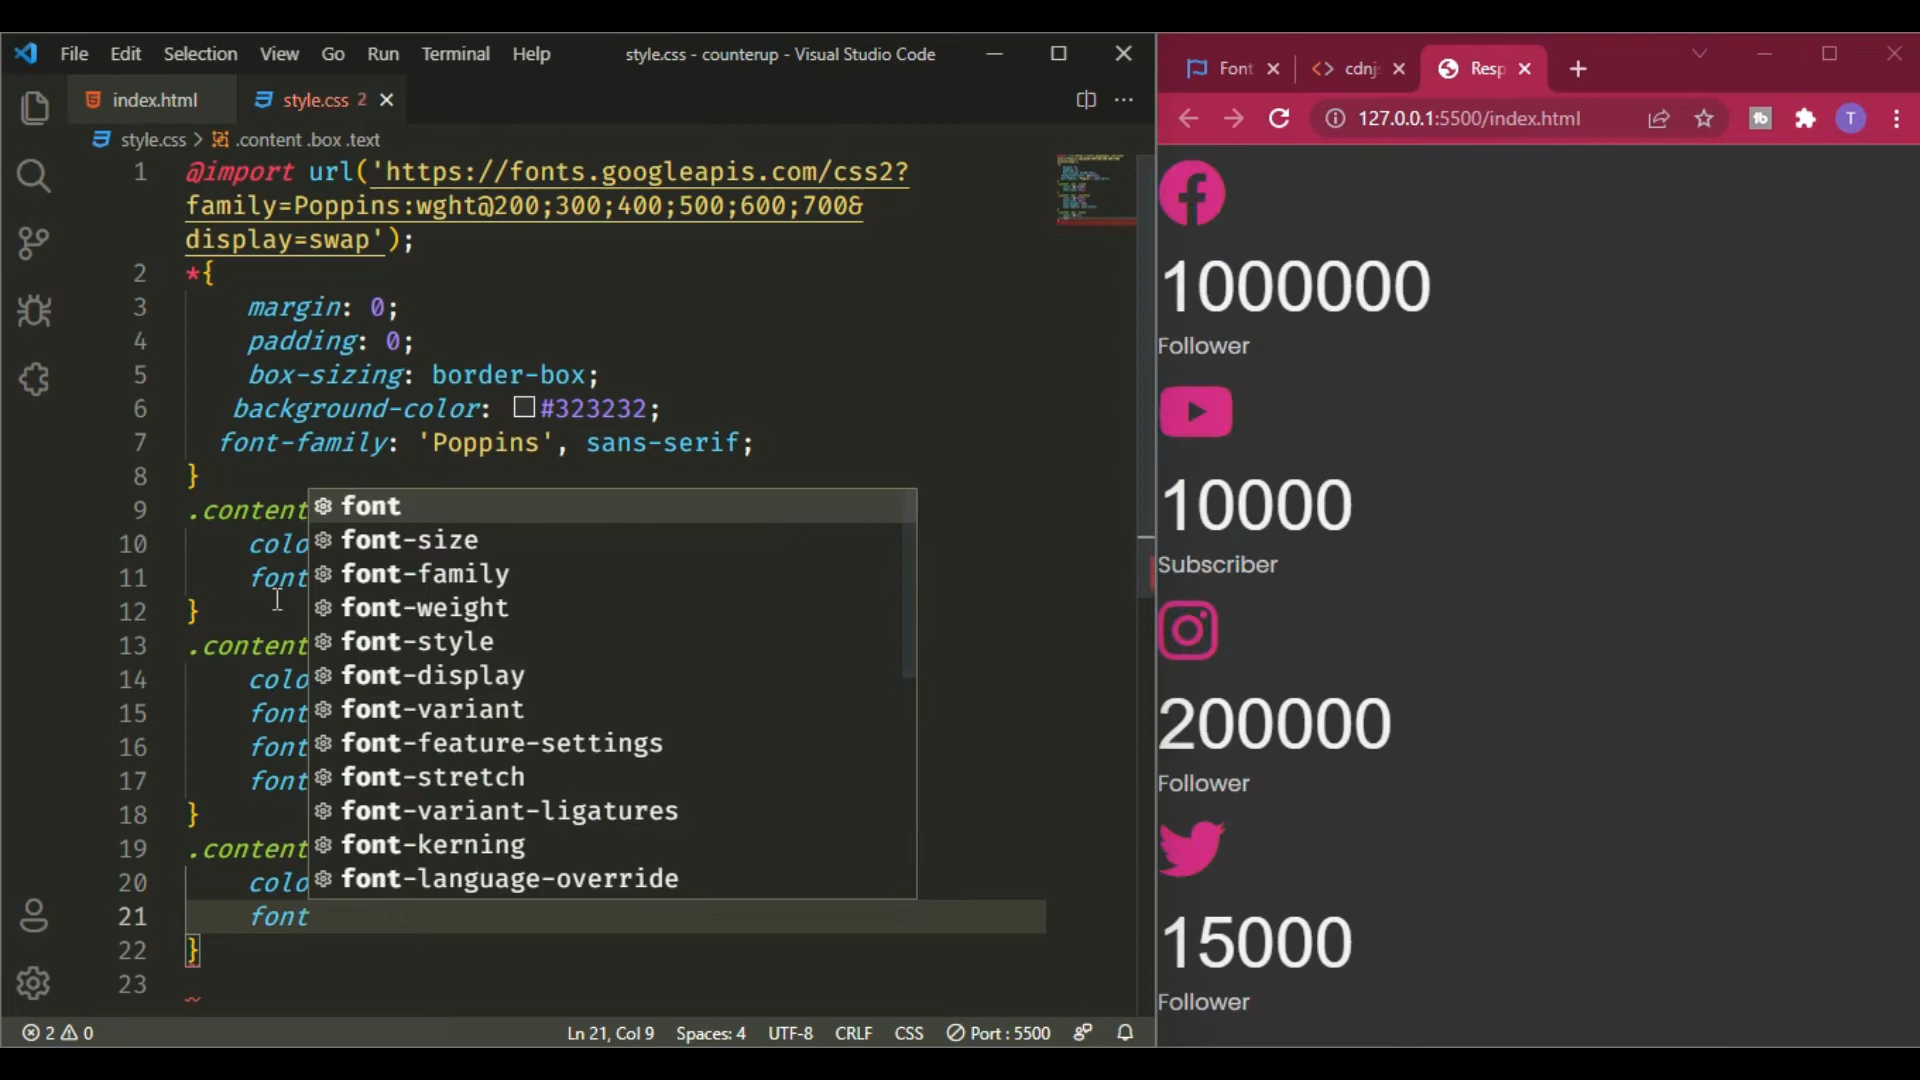 File Edit Selection View Go Run Terminal Help
style.css - counterup - Visual Studio Code
index.html
style.css 2
style.css > .content .box .text
1 @import url('https://fonts.googleapis.com/css2?
family=Poppins:wght@200;300;400;500;600;700&
display=swap');
2 *{
3 margin: 0;
4 padding: 0;
5 box-sizing: border-box;
6 background-color: #323232;
7 font-family: 'Poppins', sans-serif;
8 }
9 .content
10 colo
11 font
12 }
13 .content
14 colo
15 font
16 font
17 font
18 }
19 .content
20 colo
21 font
22 }
23
font
font-size
font-family
font-weight
font-style
font-display
font-variant
font-feature-settings
font-stretch
font-variant-ligatures
font-kerning
font-language-override
2 0
Ln 21, Col 9 Spaces: 4 UTF-8 CRLF CSS Port : 5500
Font
cdnj
Resp
127.0.0.1:5500/index.html
tb
T
1000000
Follower
10000
Subscriber
200000
Follower
15000
Follower